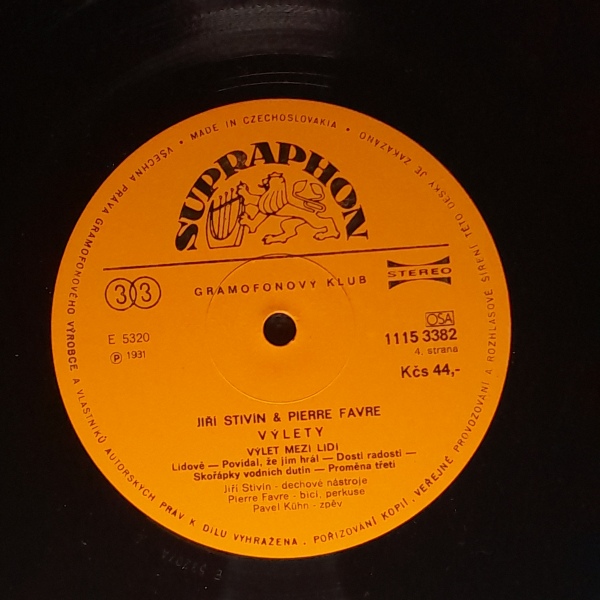 VŠECHNA PRÁVA GRAMOFONOVÉHO VÝROBCE A VLASTNÍKŮ AUTORSKÝCH PRÁV K DÍLU VYHRAŽENA. POŘIZOVÁNÍ KOPIÍ, VEŘEJNÉ PROVOZOVÁNÍ A ROZHLASOVÉ ŠÍŘENÍ TÉTO DESKY JE ZAKÁZÁNO • MADE IN CZECHOSLOVAKIA •
SUPRAPHON
33
GRAMOFONOVÝ KLUB
STEREO
E 5320
Ⓟ 1981
OSA
1115 3382
4. strana
Kčs 44,-
JIŘÍ STIVÍN & PIERRE FAVRE
VÝLETY
VÝLET MEZI LIDI
Lidově — Povídal, že jim hrál — Dosti radosti —
Skořápky vodních dutin — Proměna třetí
Jiří Stivín - dechové nástroje
Pierre Favre - bicí, perkuse
Pavel Kühn - zpěv